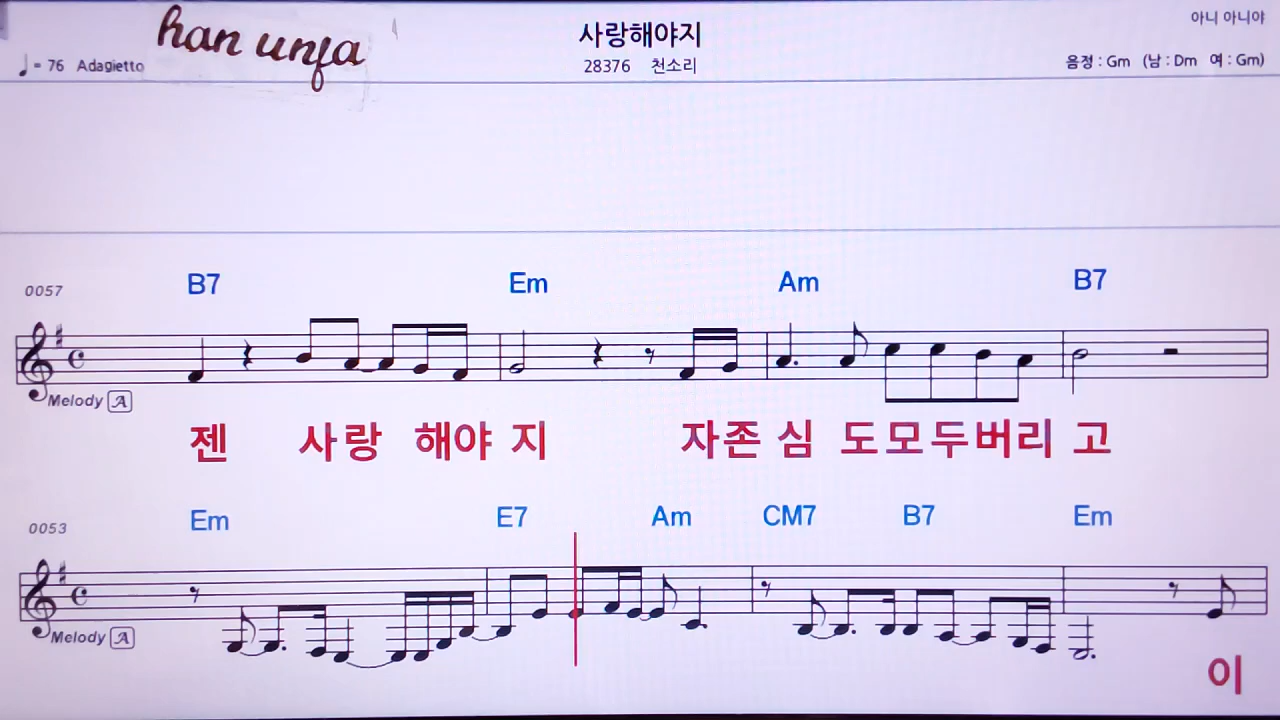 han unfa
사랑해야지
아니 아니야
♩= 76 Adagietto
28376 천소리
음정 : Gm (남 : Dm 여 : Gm)
0057 B7 Em Am B7
Melody A
젠 사랑 해야 지 자존 심 도모두버리 고
0053 Em E7 Am CM7 B7 Em
Melody A
이